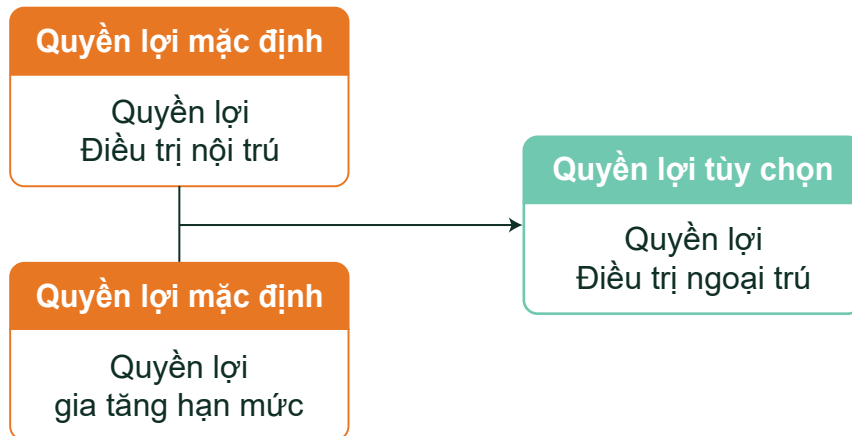 Quyền lợi mặc định
Quyền lợi
Điều trị nội trú
Quyền lợi tùy chọn
Quyền lợi
Điều trị ngoại trú
Quyền lợi mặc định
Quyền lợi
gia tăng hạn mức